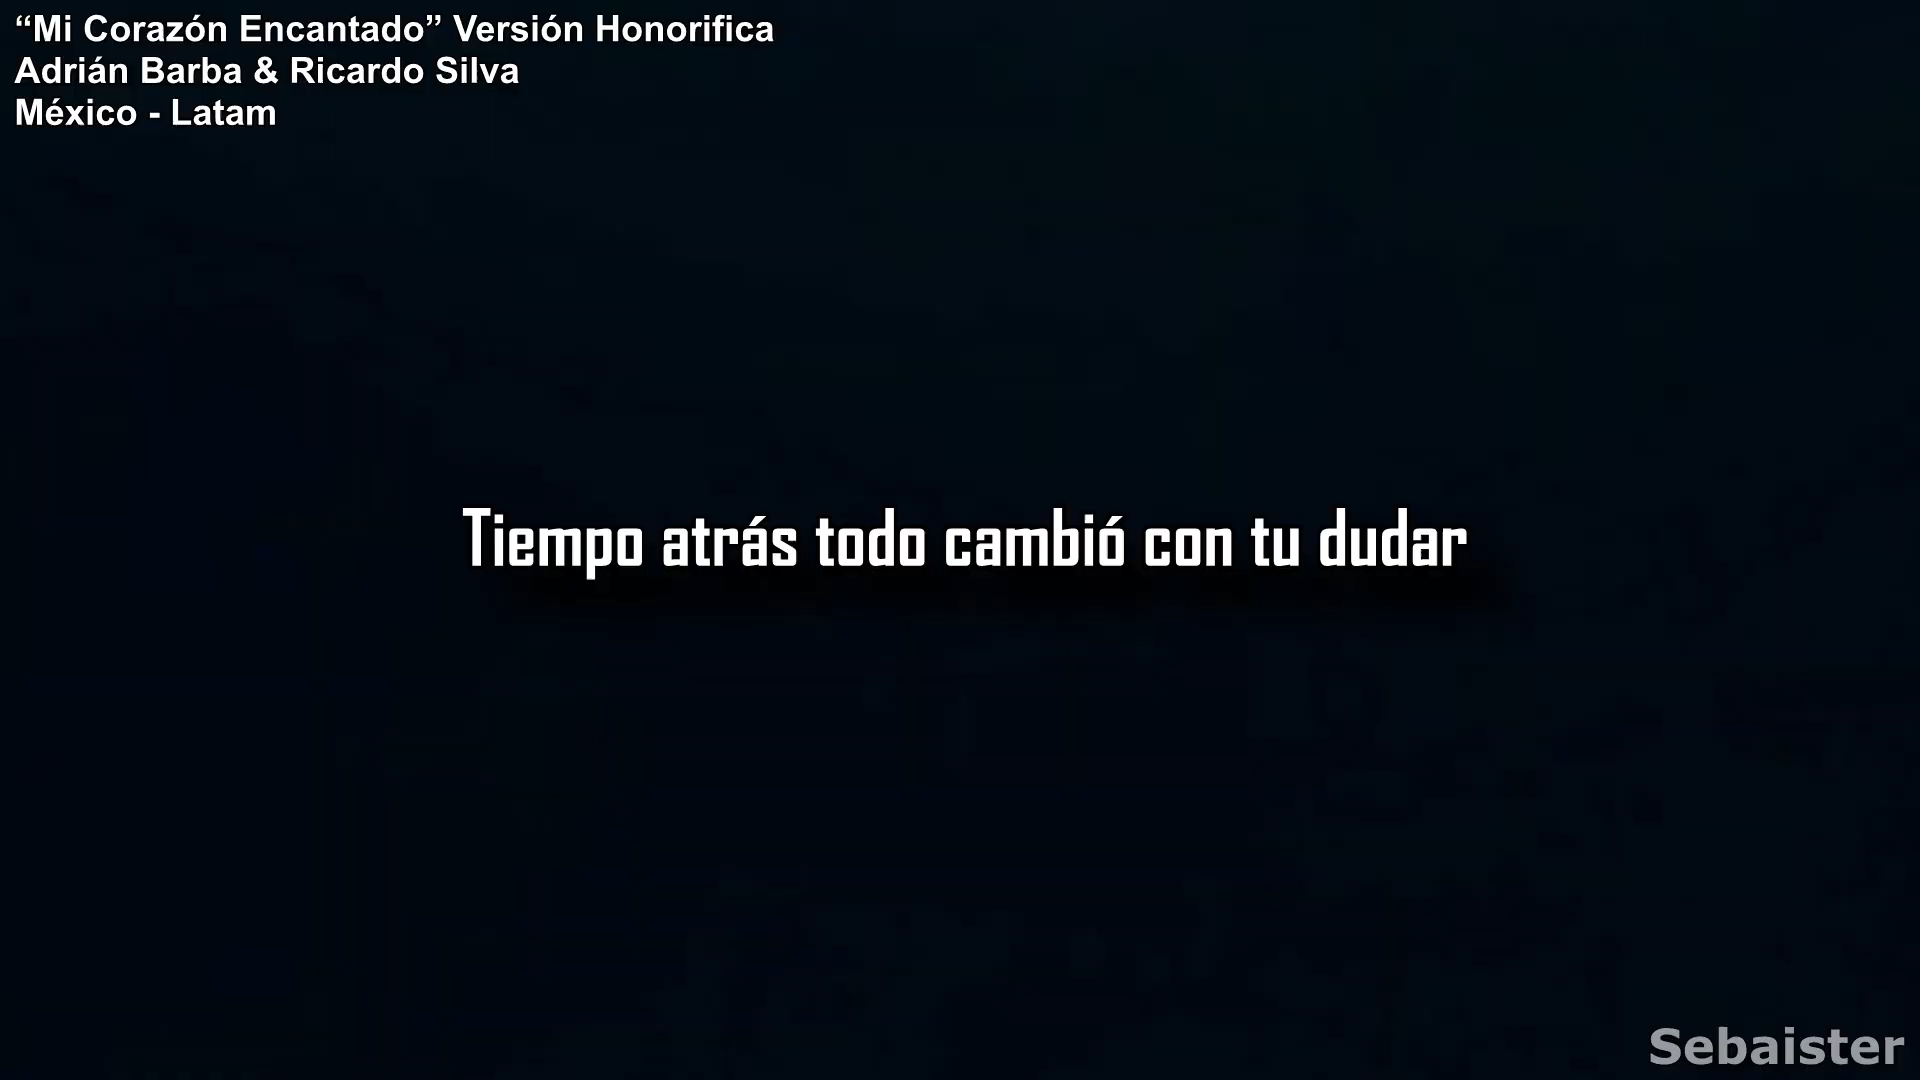 “Mi Corazón Encantado” Versión Honorifica
Adrián Barba & Ricardo Silva
México - Latam
Tiempo atrás todo cambió con tu dudar
Sebaister